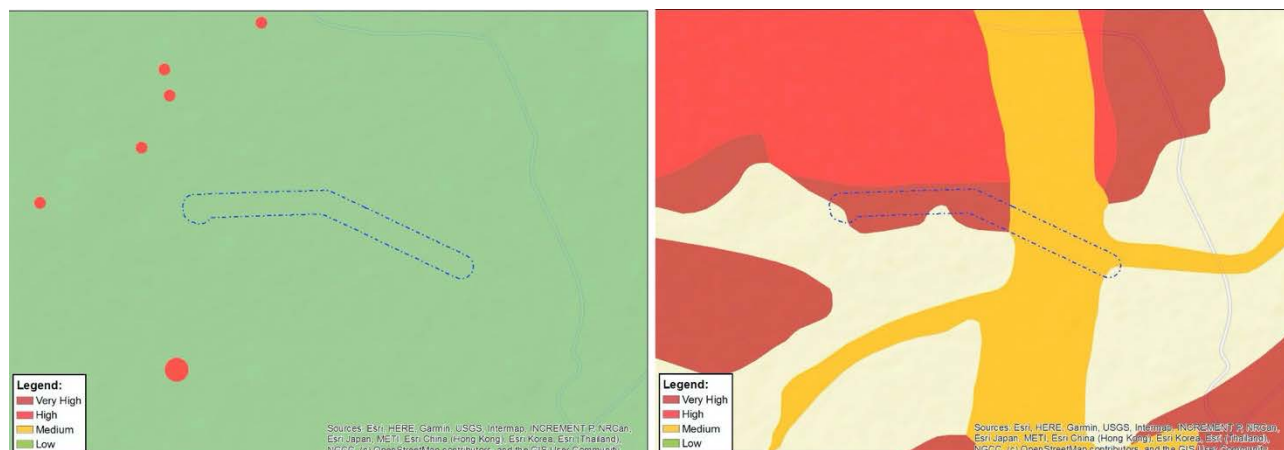 Legend:
Very High
High
Medium
Low
Sources: Esri, HERE, Garmin, USGS, Intermap, INCREMENT P, NRCan,
Esri Japan, METI, Esri China (Hong Kong), Esri Korea, Esri (Thailand),
NGCC, (c) OpenStreetMap contributors, and the GIS User Community
Legend:
Very High
High
Medium
Low
Sources: Esri, HERE, Garmin, USGS, Intermap, INCREMENT P, NRCan,
Esri Japan, METI, Esri China (Hong Kong), Esri Korea, Esri (Thailand),
NGCC, (c) OpenStreetMap contributors, and the GIS User Community